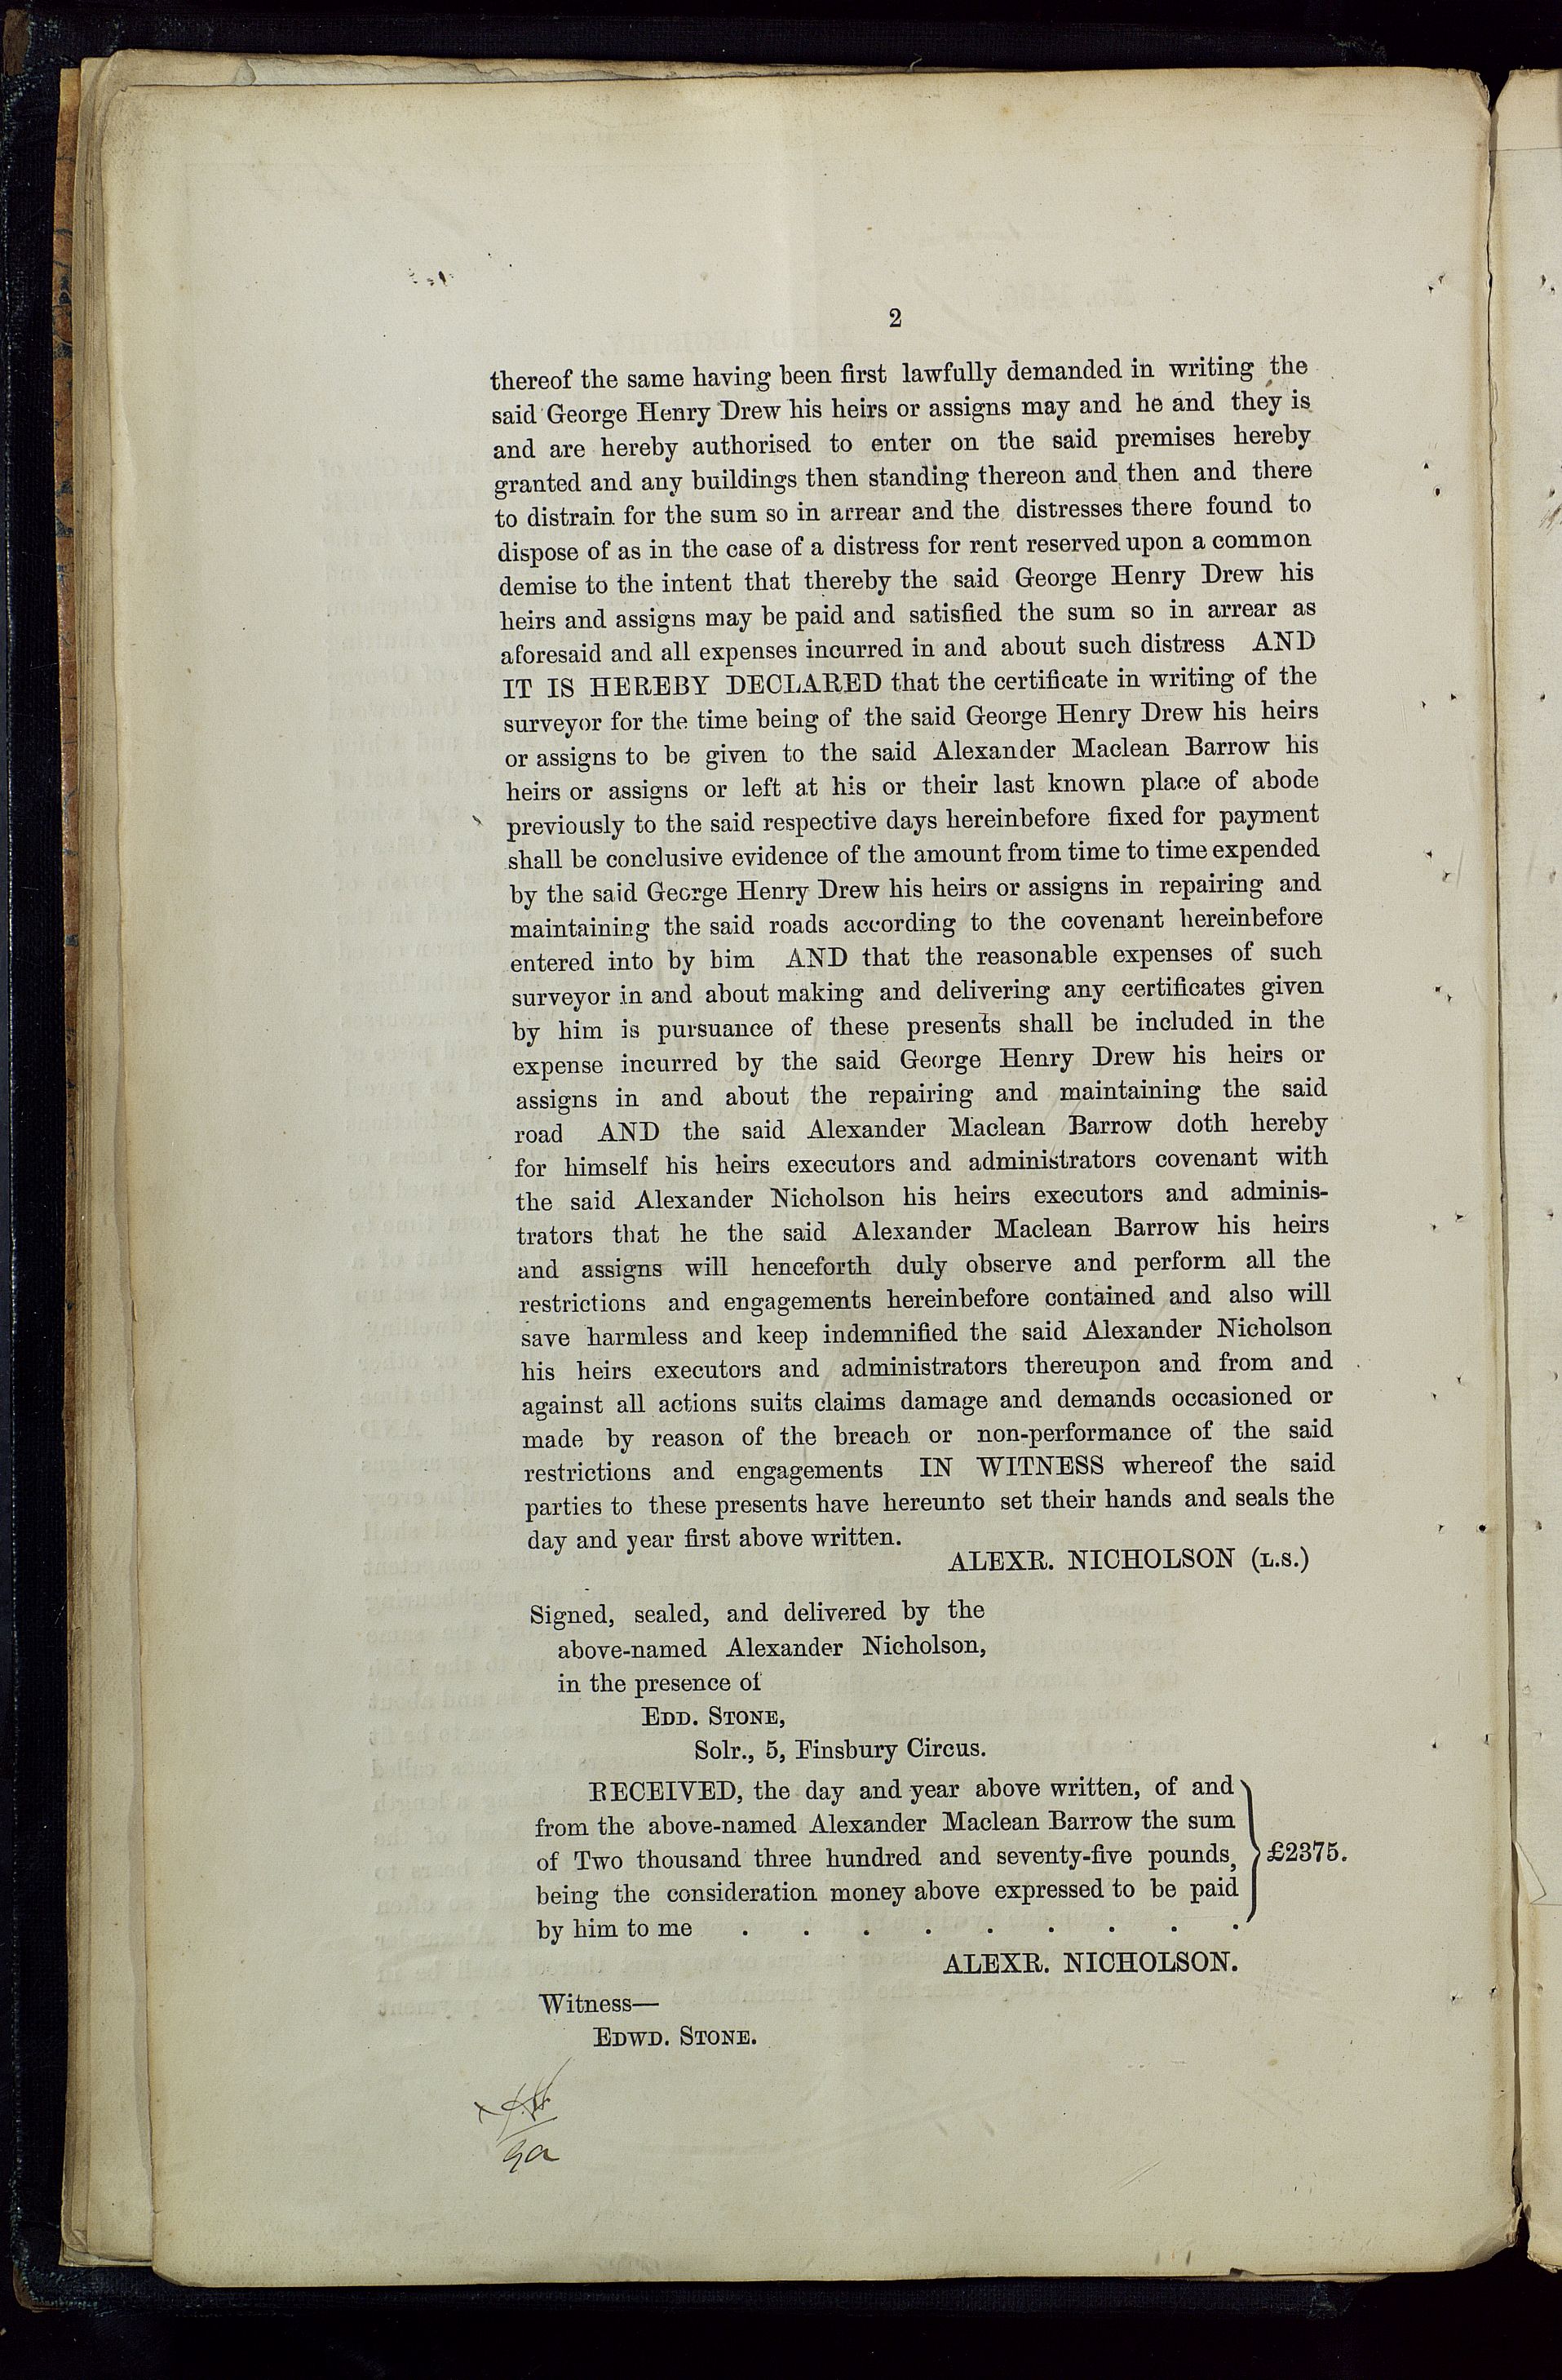 2
thereof the same having been first lawfully demanded in writing the
said George Henry Drew his heirs or assigns may and he and they is
and are hereby authorised to enter on the said premises hereby
granted and any buildings then standing thereon and then and there
to distrain for the sum so in arrear and the distresses there found to
dispose of as in the case of a distress for rent reserved upon a common
demise to the intent that thereby the said George Henry Drew his
heirs and assigns may be paid and satisfied the sum so in arrear as
aforesaid and all expenses incurred in and about such distress AND
IT IS HEREBY DECLARED that the certificate in writing of the
surveyor for the time being of the said George Henry Drew his heirs
or assigns to be given to the said Alexander Maclean Barrow his
heirs or assigns or left at his or their last known place of abode
previously to the said respective days hereinbefore fixed for payment
shall be conclusive evidence of the amount from time to time expended
by the said George Henry Drew his heirs or assigns in repairing and
maintaining the said roads according to the covenant hereinbefore
entered into by him AND that the reasonable expenses of such
surveyor in and about making and delivering any certificates given
by him is pursuance of these presents shall be included in the
expense incurred by the said George Henry Drew his heirs or
assigns in and about the repairing and maintaining the said
road AND the said Alexander Maclean Barrow doth hereby
for himself his heirs executors and administrators covenant with
the said Alexander Nicholson his heirs executors and adminis-
trators that he the said Alexander Maclean Barrow his heirs
and assigns will henceforth duly observe and perform all the
restrictions and engagements hereinbefore contained and also will
save harmless and keep indemnified the said Alexander Nicholson
his heirs executors and administrators thereupon and from and
against all actions suits claims damage and demands occasioned or
made by reason of the breach or non-performance of the said
restrictions and engagements IN WITNESS whereof the said
parties to these presents have hereunto set their hands and seals the
day and year first above written.
ALEXR. NICHOLSON (L.S.)
Signed, sealed, and delivered by the
above-named Alexander Nicholson,
in the presence of
EDD. STONE,
Solr., 5, Finsbury Circus.
RECEIVED, the day and year above written, of and
from the above-named Alexander Maclean Barrow the sum
of Two thousand three hundred and seventy-five pounds,
being the consideration money above expressed to be paid
by him to me . . . . . . . . .
£2375.
ALEXR. NICHOLSON.
Witness—
EDWD. STONE.